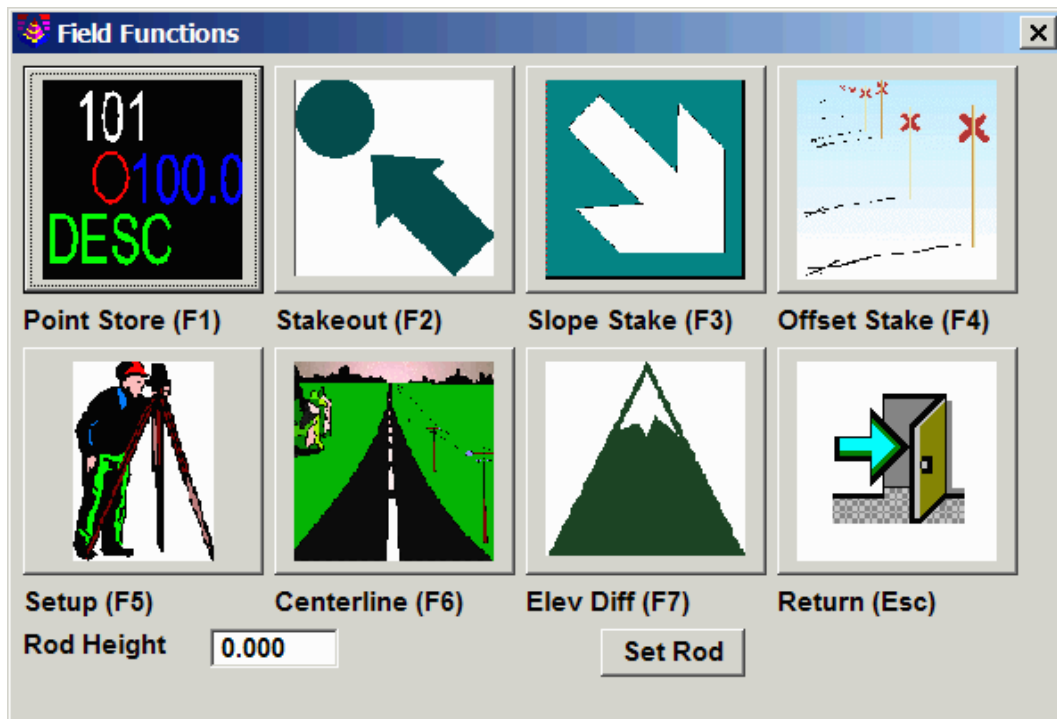 Field Functions
101
100.0
DESC
Point Store (F1)
Stakeout (F2)
Slope Stake (F3)
Offset Stake (F4)
Setup (F5)
Centerline (F6)
Elev Diff (F7)
Return (Esc)
Rod Height
0.000
Set Rod